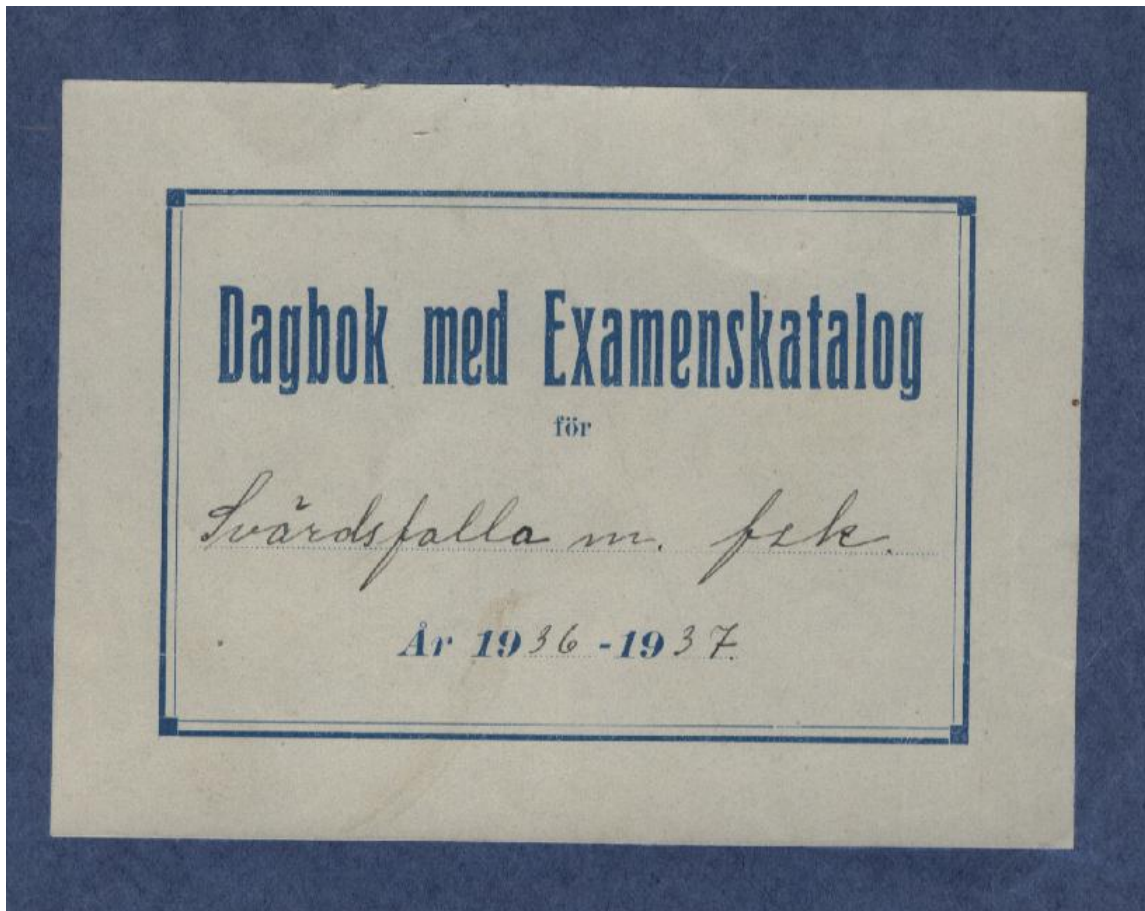 Dagbok med Examenskatalog
för
Svärdsfalla m. fsk.
År 1936 - 1937.